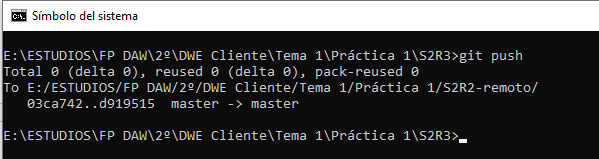 Símbolo del sistema
E:\ESTUDIOS\FP DAW\2º\DWE Cliente\Tema 1\Práctica 1\S2R3>git push
Total 0 (delta 0), reused 0 (delta 0), pack-reused 0
To E:/ESTUDIOS/FP DAW/2º/DWE Cliente/Tema 1/Práctica 1/S2R2-remoto/
   03ca742..d919515  master -> master
E:\ESTUDIOS\FP DAW\2º\DWE Cliente\Tema 1\Práctica 1\S2R3>